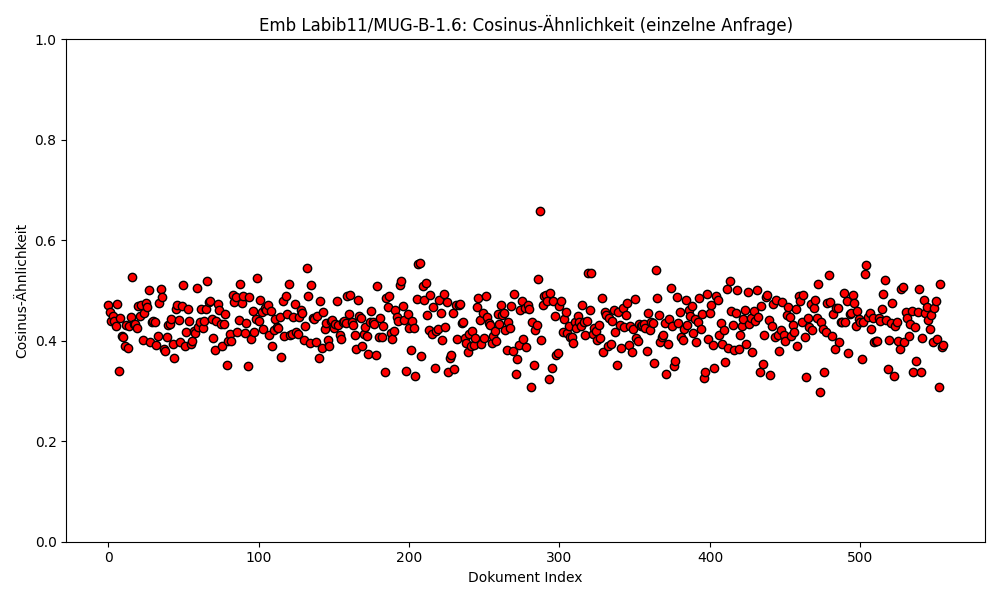 Emb Labib11/MUG-B-1.6: Cosinus-Ähnlichkeit (einzelne Anfrage)
1.0
0.8
0.6
0.4
0.2
0.0
Cosinus-Ähnlichkeit
0 100 200 300 400 500
Dokument Index